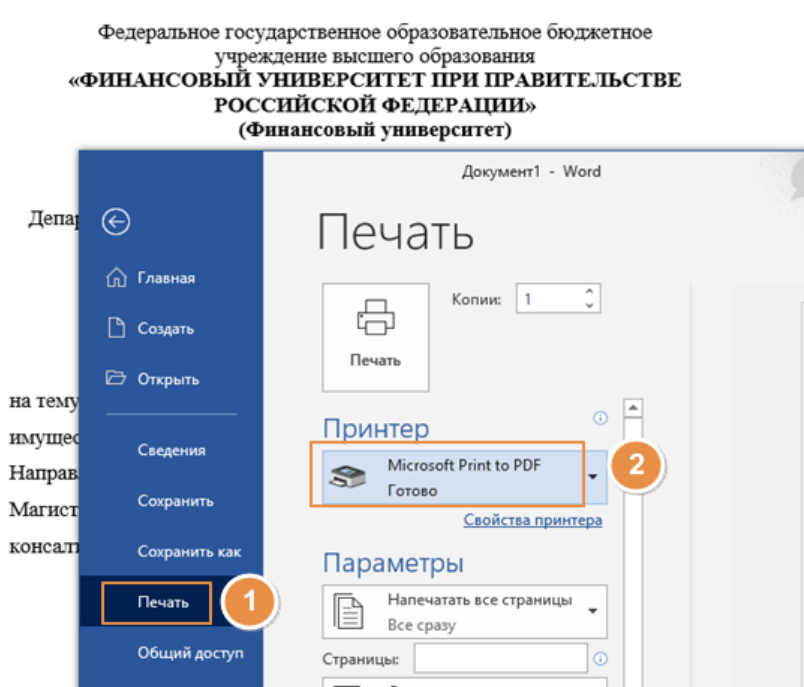 Федеральное государственное образовательное бюджетное
учреждение высшего образования
«ФИНАНСОВЫЙ УНИВЕРСИТЕТ ПРИ ПРАВИТЕЛЬСТВЕ
РОССИЙСКОЙ ФЕДЕРАЦИИ»
(Финансовый университет)
Документ1 - Word
Печать
Главная
Создать
Открыть
Сведения
Сохранить
Сохранить как
Печать
1
Общий доступ
на тему
Копии: 1
Печать
Принтер
Microsoft Print to PDF
Готово
2
Свойства принтера
Параметры
Напечатать все страницы
Все сразу
Страницы: